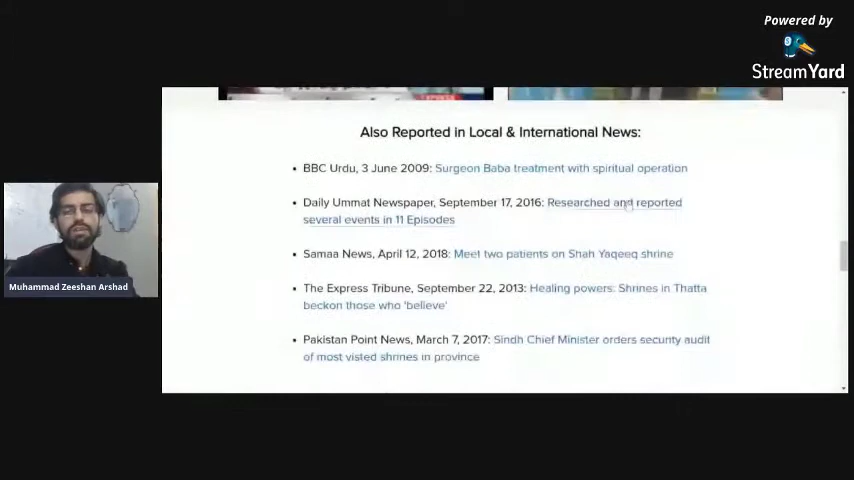 Powered by
StreamYard
Also Reported in Local & International News:
• BBC Urdu, 3 June 2009: Surgeon Baba treatment with spiritual operation
• Daily Ummat Newspaper, September 17, 2016: Researched and reported
several events in 11 Episodes
• Samaa News, April 12, 2018: Meet two patients on Shah Yaqeeq shrine
• The Express Tribune, September 22, 2013: Healing powers: Shrines in Thatta
beckon those who 'believe'
• Pakistan Point News, March 7, 2017: Sindh Chief Minister orders security audit
of most visted shrines in province
Muhammad Zeeshan Arshad